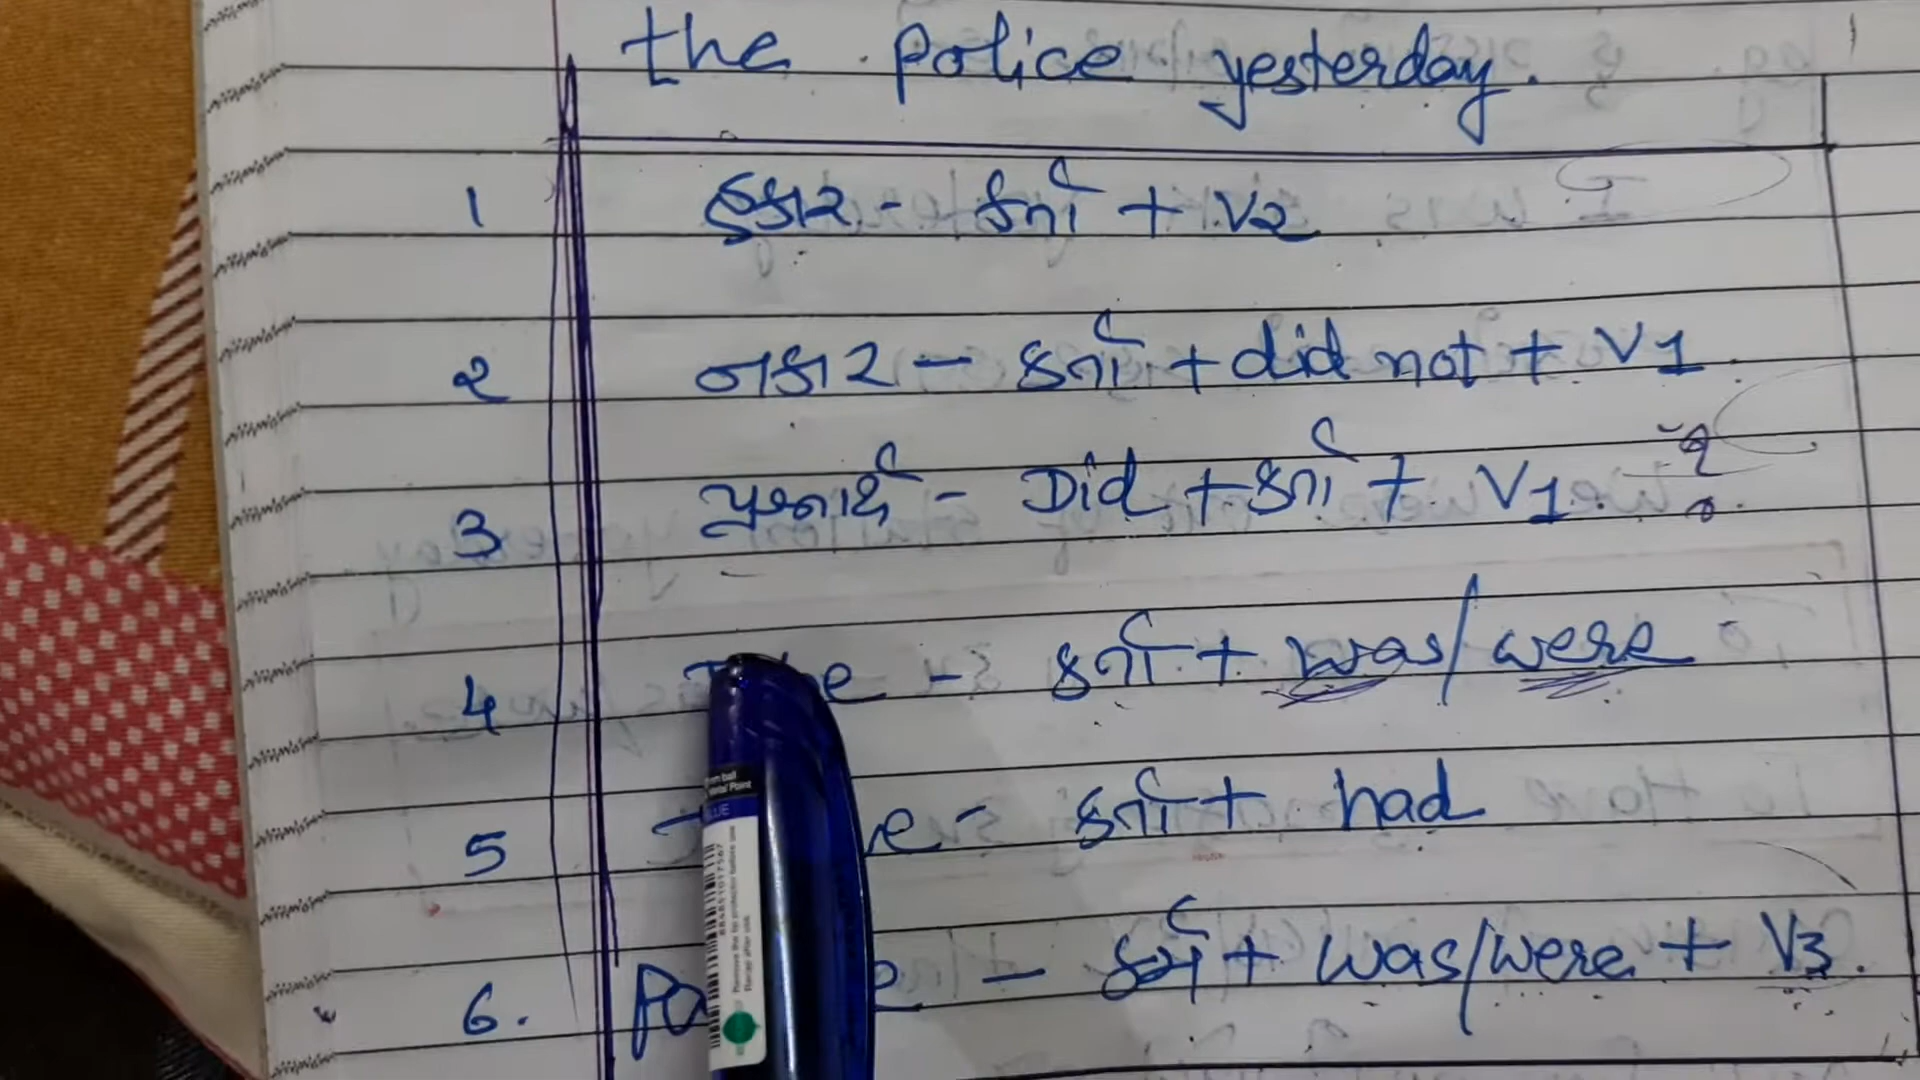 the police yesterday.
1 હકાર - કર્તા + V2
2 નકાર - કર્તા + did not + V1
3 પ્રશ્નાર્થ - Did + કર્તા + V1. ?
4 - કર્તા + was/were
5 - કર્તા + had
6. - કર્મ + was/were + V3.